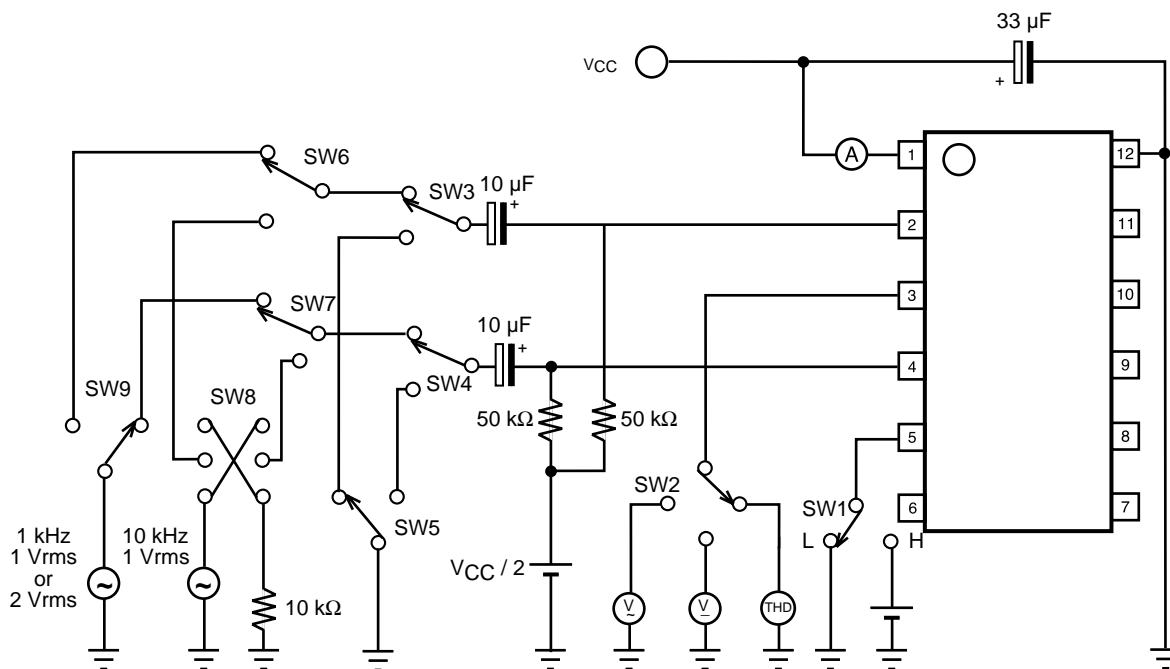 33 µF
VCC
A
1
12
SW6
SW3
10 µF
+
+
2
11
SW7
3
10
10 µF
+
SW4
4
9
SW9
SW8
50 kΩ
50 kΩ
5
8
SW2
SW1
6
7
SW5
L
H
1 kHz
1 Vrms
or
2 Vrms
10 kHz
1 Vrms
VCC / 2
10 kΩ
~
~
V
~
V
–
THD